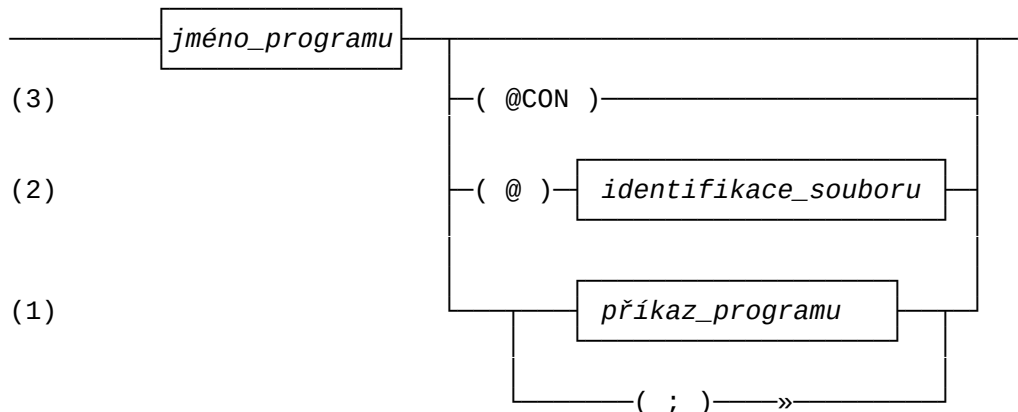 jméno_programu
(3) ( @CON )
(2) ( @ ) identifikace_souboru
(1) příkaz_programu
( ; ) »